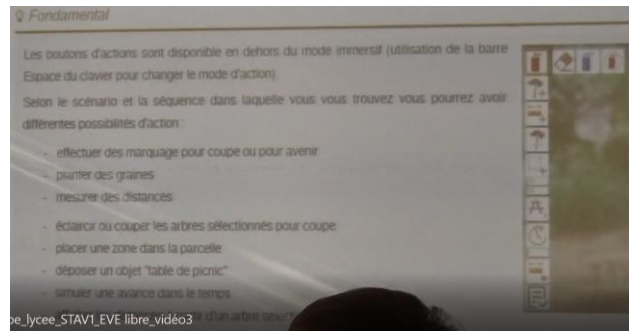 Fondamental
Les boutons d'actions sont disponible en dehors du mode immersif (utilisation de la barre
Espace du clavier pour changer le mode d'action)
Selon le scénario et la séquence dans laquelle vous vous trouvez vous pourrez avoir
différentes possibilités d'action
- effectuer des marquage pour coupe ou pour avenir
- planter des graines
- mesurer des distances
- éclaircir ou couper les arbres sélectionnés pour coupe
- placer une zone dans la parcelle
- déposer un objet "table de picnic"
- simuler une avance dans le temps
d'un arbre
pe_lycee_STAV1_EVE libre_vidéo3